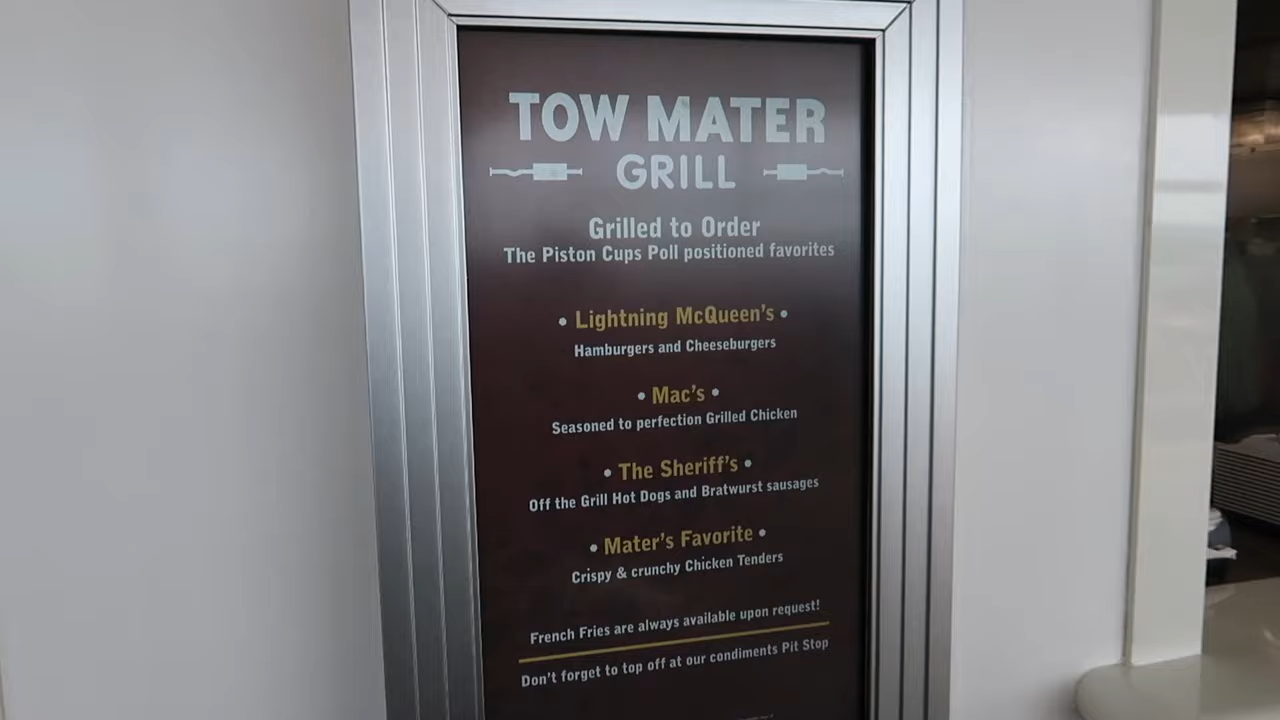 TOW MATER
GRILL
Grilled to Order
The Piston Cups Poll positioned favorites
• Lightning McQueen's •
Hamburgers and Cheeseburgers
• Mac's •
Seasoned to perfection Grilled Chicken
• The Sheriff's •
Off the Grill Hot Dogs and Bratwurst sausages
• Mater's Favorite •
Crispy & crunchy Chicken Tenders
French Fries are always available upon request!
Don't forget to top off at our condiments Pit Stop